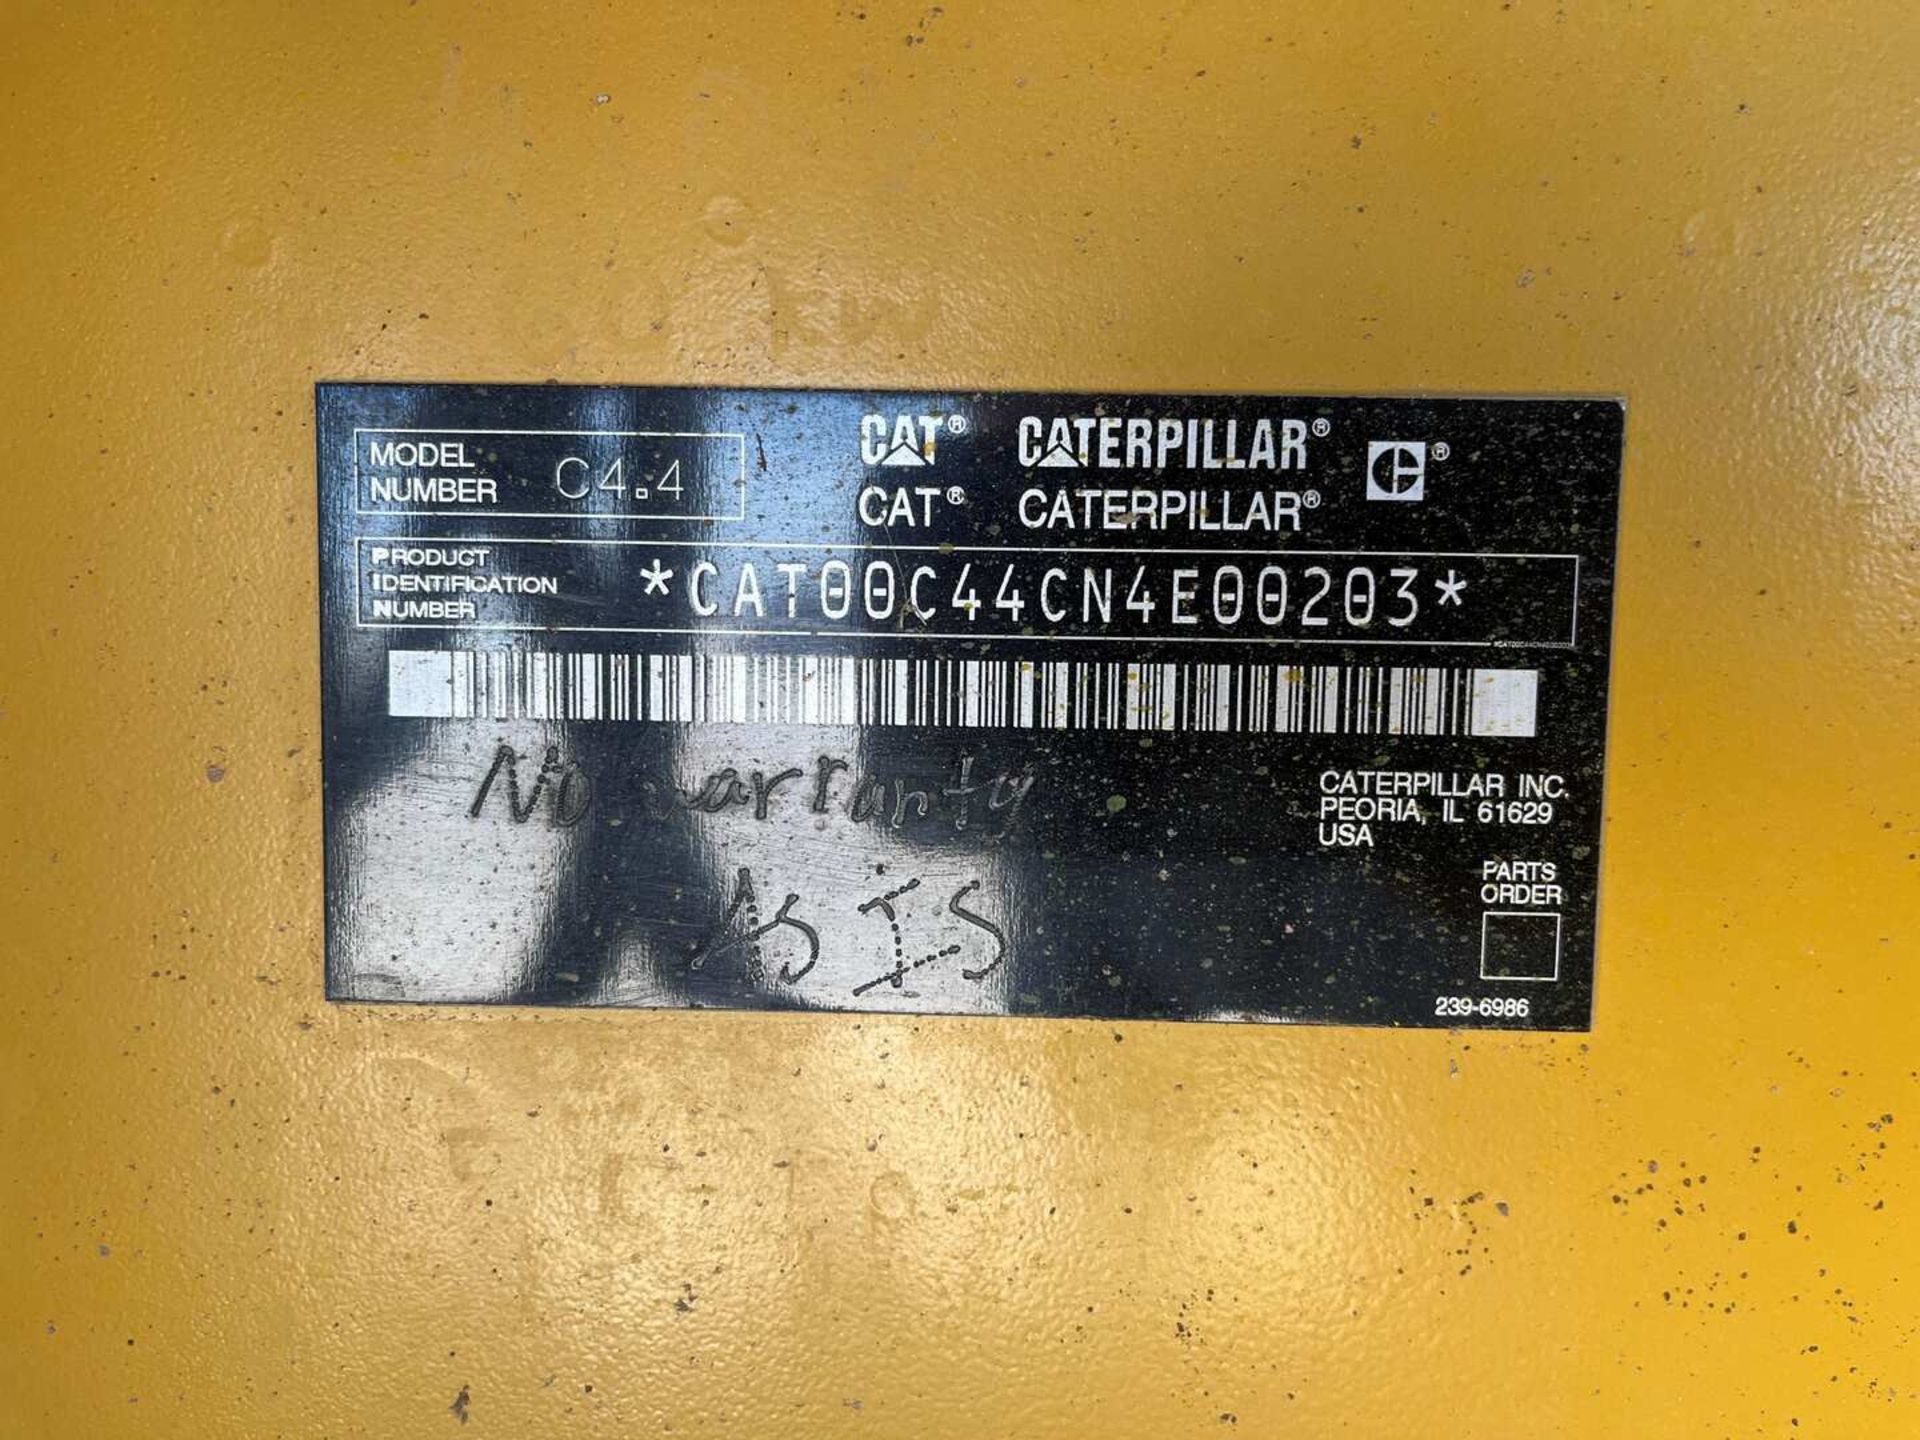 MODEL NUMBER C4.4
CAT® CATERPILLAR® ®
CAT® CATERPILLAR®
PRODUCT
IDENTIFICATION
NUMBER
*CAT00C44CN4E00203*
No warranty
AS IS
CATERPILLAR INC.
PEORIA, IL 61629
USA
PARTS
ORDER
239-6986